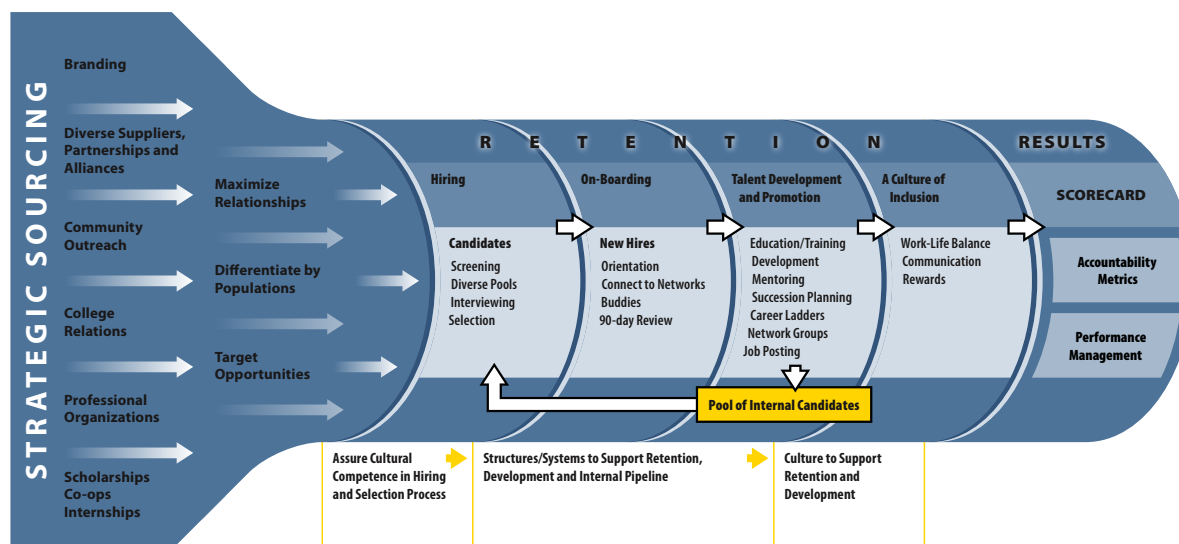 STRATEGIC SOURCING
Branding
Diverse Suppliers,
Partnerships and
Alliances
Community
Outreach
College
Relations
Professional
Organizations
Scholarships
Co-ops
Internships
Maximize
Relationships
Differentiate by
Populations
Target
Opportunities
RETENTION
Hiring
Candidates
Screening
Diverse Pools
Interviewing
Selection
On-Boarding
New Hires
Orientation
Connect to Networks
Buddies
90-day Review
Talent Development
and Promotion
Education/Training
Development
Mentoring
Succession Planning
Career Ladders
Network Groups
Job Posting
A Culture of
Inclusion
Work-Life Balance
Communication
Rewards
Pool of Internal Candidates
RESULTS
SCORECARD
Accountability
Metrics
Performance
Management
Assure Cultural
Competence in Hiring
and Selection Process
Structures/Systems to Support Retention,
Development and Internal Pipeline
Culture to Support
Retention and
Development